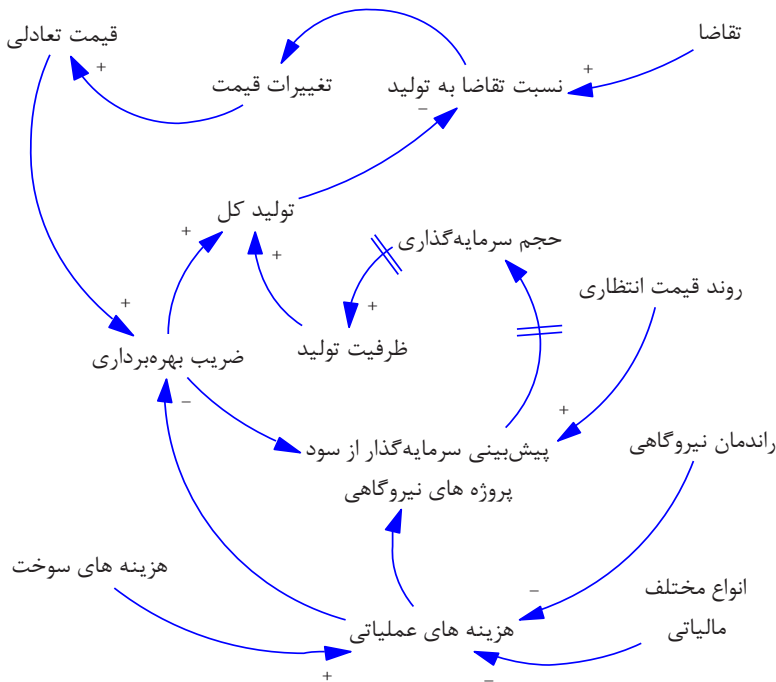 تقاضا
قیمت تعادلی
نسبت تقاضا به تولید
تغییرات قیمت
+
+
−
تولید کل
+
+
حجم سرمایه‌گذاری
روند قیمت انتظاری
+
+
ظرفیت تولید
ضریب بهره‌برداری
−
+
پیش‌بینی سرمایه‌گذار از سود
پروژه های نیروگاهی
راندمان نیروگاهی
هزینه های سوخت
−
انواع مختلف
مالیاتی
هزینه های عملیاتی
+
−